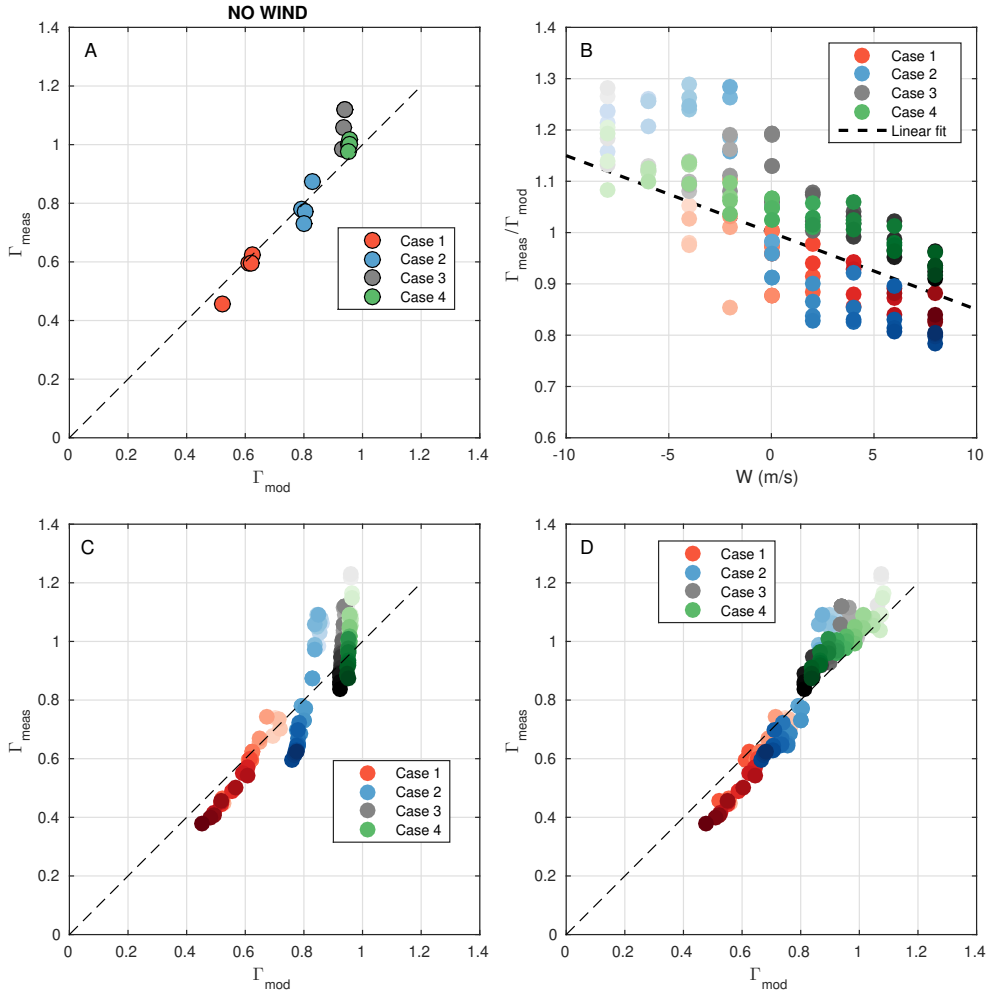 NO WIND
A
Γmeas
1.4
1.2
1
0.8
0.6
0.4
0.2
0
0 0.2 0.4 0.6 0.8 1 1.2 1.4
Γmod
Case 1
Case 2
Case 3
Case 4
B
Γmeas/Γmod
1.4
1.3
1.2
1.1
1
0.9
0.8
0.7
0.6
-10 -5 0 5 10
W (m/s)
Case 1
Case 2
Case 3
Case 4
Linear fit
C
Γmeas
1.4
1.2
1
0.8
0.6
0.4
0.2
0
0 0.2 0.4 0.6 0.8 1 1.2 1.4
Γmod
Case 1
Case 2
Case 3
Case 4
D
Γmeas
1.4
1.2
1
0.8
0.6
0.4
0.2
0
0 0.2 0.4 0.6 0.8 1 1.2 1.4
Γmod
Case 1
Case 2
Case 3
Case 4